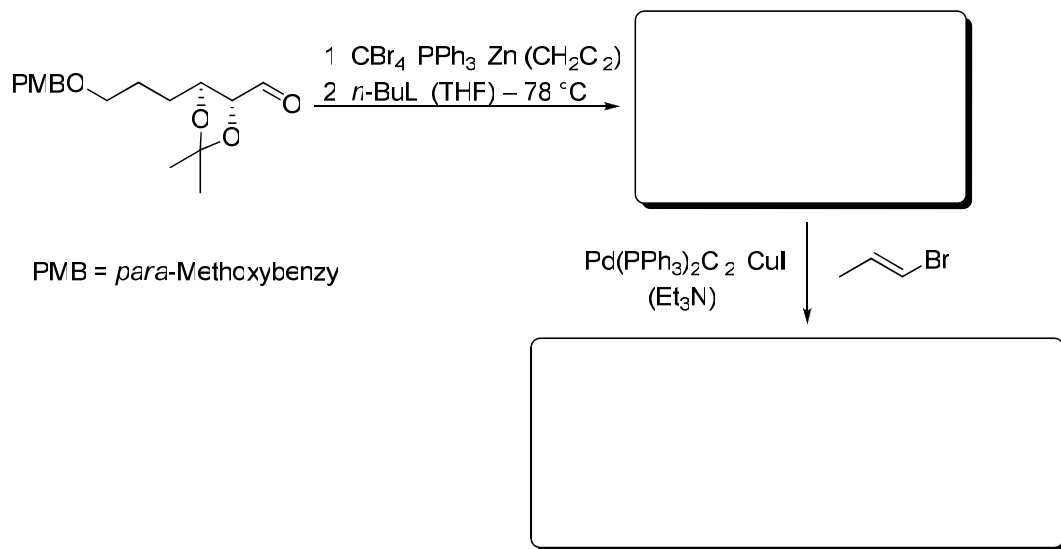 1 CBr4 PPh3 Zn (CH2C 2)
PMBO
O
2 n-BuL (THF) – 78 °C
O
O
PMB = para-Methoxybenzy
Pd(PPh3)2C 2 CuI
Br
(Et3N)